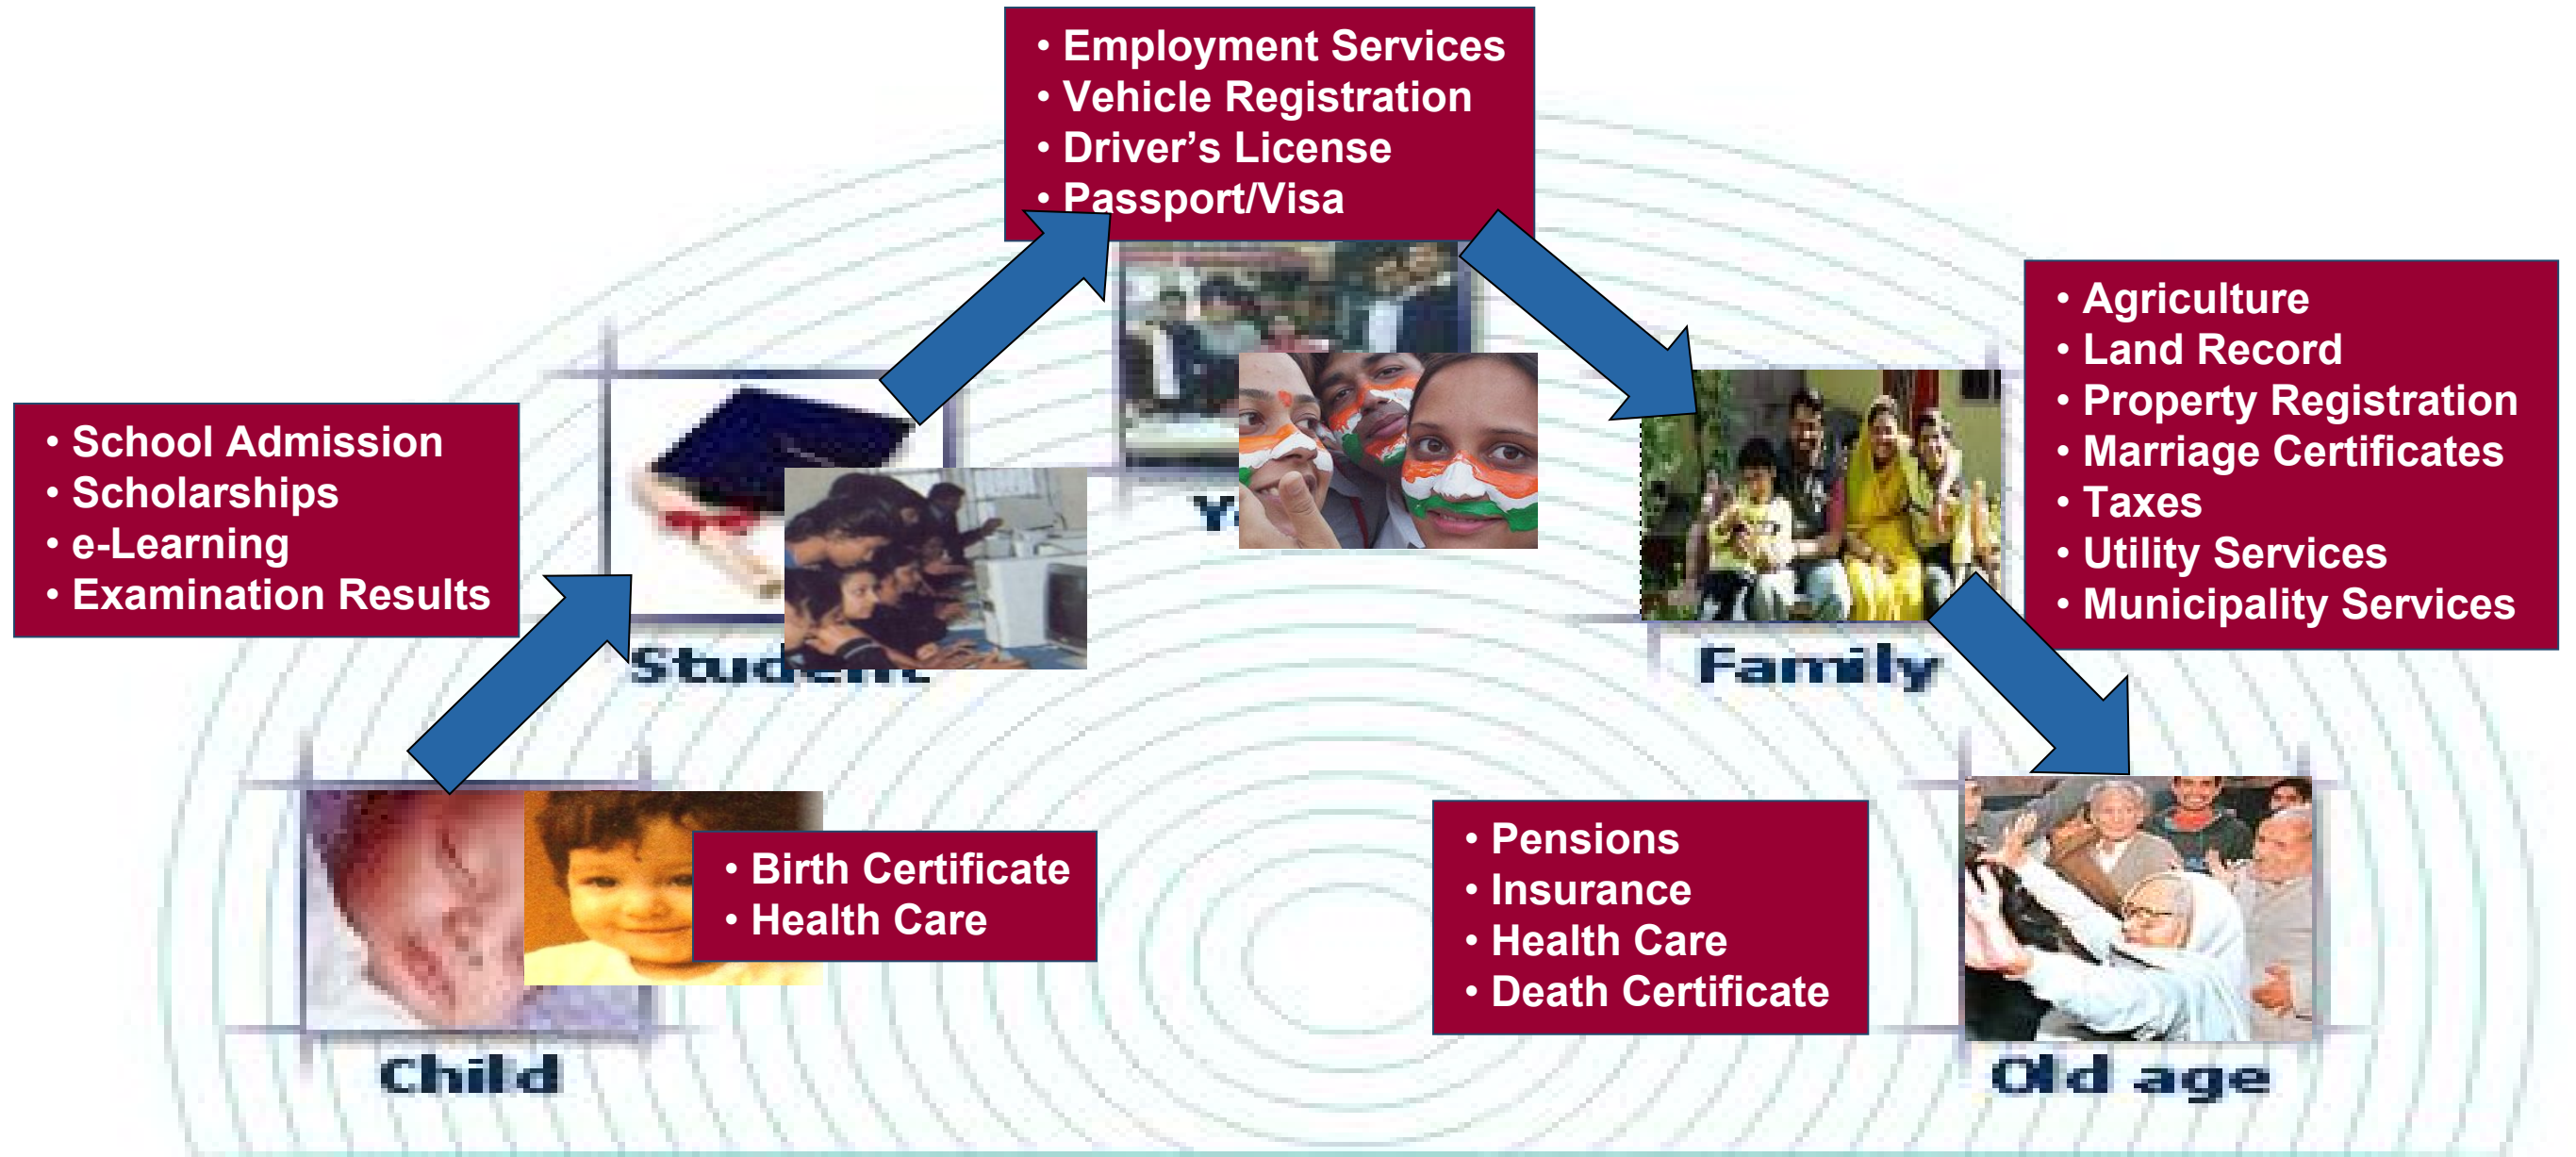 • Employment Services
• Vehicle Registration
• Driver’s License
• Passport/Visa
• Agriculture
• Land Record
• Property Registration
• Marriage Certificates
• Taxes
• Utility Services
• Municipality Services
• School Admission
• Scholarships
• e-Learning
• Examination Results
Student
Family
• Birth Certificate
• Health Care
• Pensions
• Insurance
• Health Care
• Death Certificate
Child
Old age